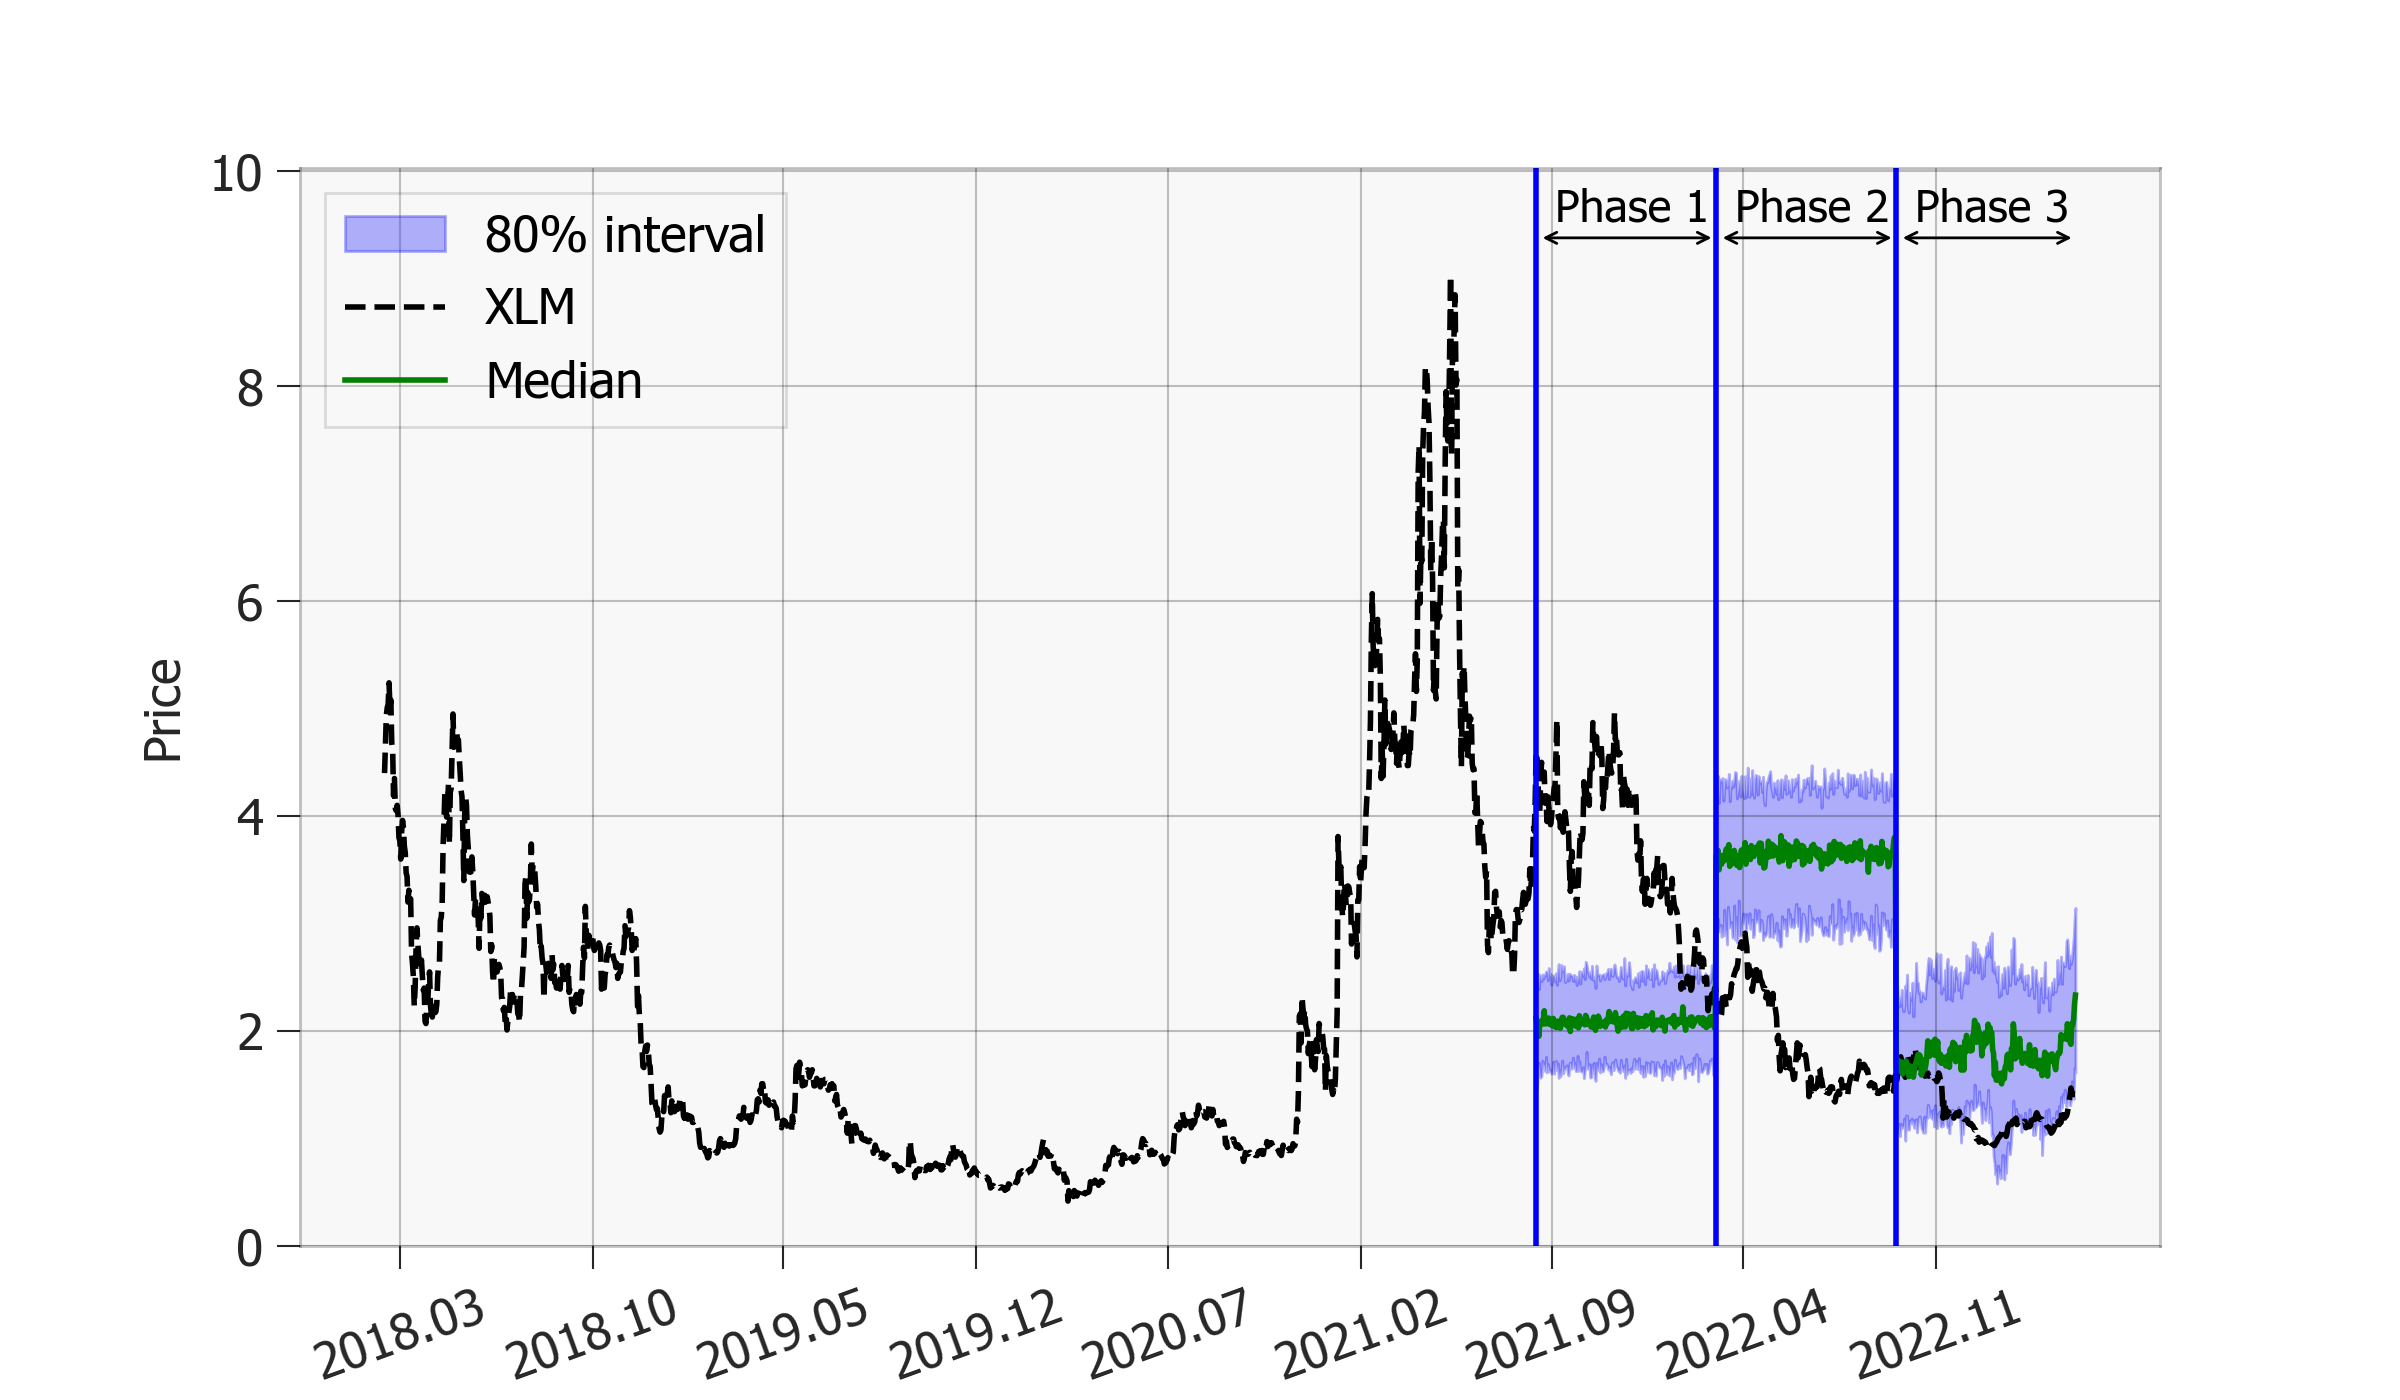 10
8
6
4
2
0
Price
80% interval
XLM
Median
Phase 1
Phase 2
Phase 3
2018.03
2018.10
2019.05
2019.12
2020.07
2021.02
2021.09
2022.04
2022.11